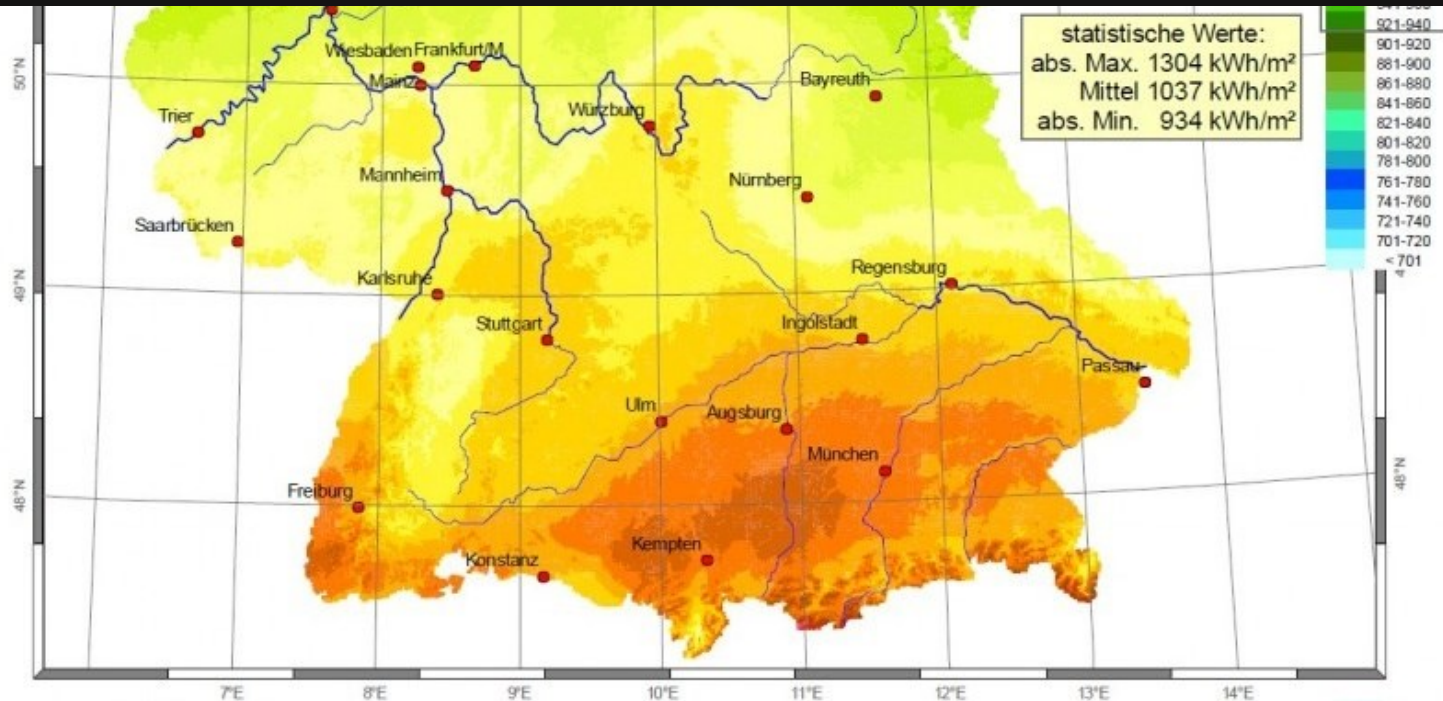 statistische Werte:
abs. Max. 1304 kWh/m²
Mittel 1037 kWh/m²
abs. Min. 934 kWh/m²
921-940
901-920
881-900
861-880
841-860
821-840
801-820
781-800
761-780
741-760
721-740
701-720
<701
Wiesbaden
Frankfurt/M
Mainz
Bayreuth
Trier
Würzburg
Mannheim
Nürnberg
Saarbrücken
Karlsruhe
Regensburg
Stuttgart
Ingolstadt
Passau
Ulm
Augsburg
München
Freiburg
Kempten
Konstanz
50°N
49°N
48°N
48°N
7°E
8°E
9°E
10°E
11°E
12°E
13°E
14°E